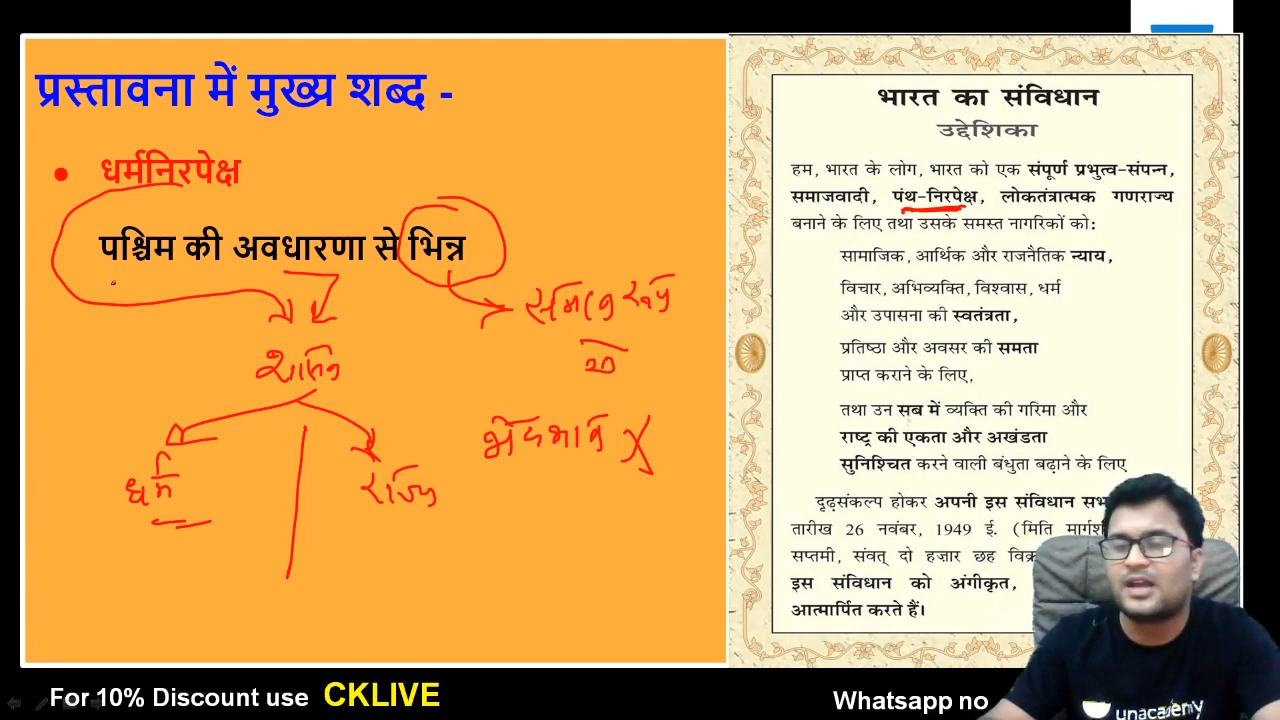 प्रस्तावना में मुख्य शब्द -
• धर्मनिरपेक्ष
पश्चिम की अवधारणा से भिन्न
धर्म
राज्य
भेदभाव X
भारत का संविधान
उद्देशिका
हम, भारत के लोग, भारत को एक संपूर्ण प्रभुत्व-संपन्न,
समाजवादी, पंथ-निरपेक्ष, लोकतंत्रात्मक गणराज्य
बनाने के लिए तथा उसके समस्त नागरिकों को:
सामाजिक, आर्थिक और राजनैतिक न्याय,
विचार, अभिव्यक्ति, विश्वास, धर्म
और उपासना की स्वतंत्रता,
प्रतिष्ठा और अवसर की समता
प्राप्त कराने के लिए,
तथा उन सब में व्यक्ति की गरिमा और
राष्ट्र की एकता और अखंडता
सुनिश्चित करने वाली बंधुता बढ़ाने के लिए
दृढ़संकल्प होकर अपनी इस संविधान
तारीख 26 नवंबर, 1949 ई. (मिति
सप्तमी, संवत् दो हजार छह
इस संविधान को अंगीकृत,
आत्मार्पित करते हैं।
For 10% Discount use CKLIVE
Whatsapp no
unacademy